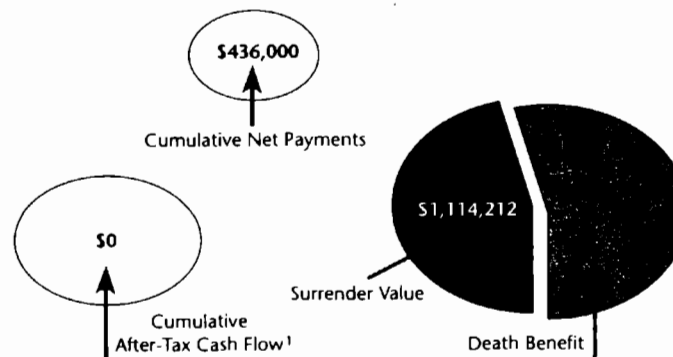 $436,000
Cumulative Net Payments
$1,114,212
$0
Surrender Value
Cumulative
After-Tax Cash Flow¹
Death Benefit